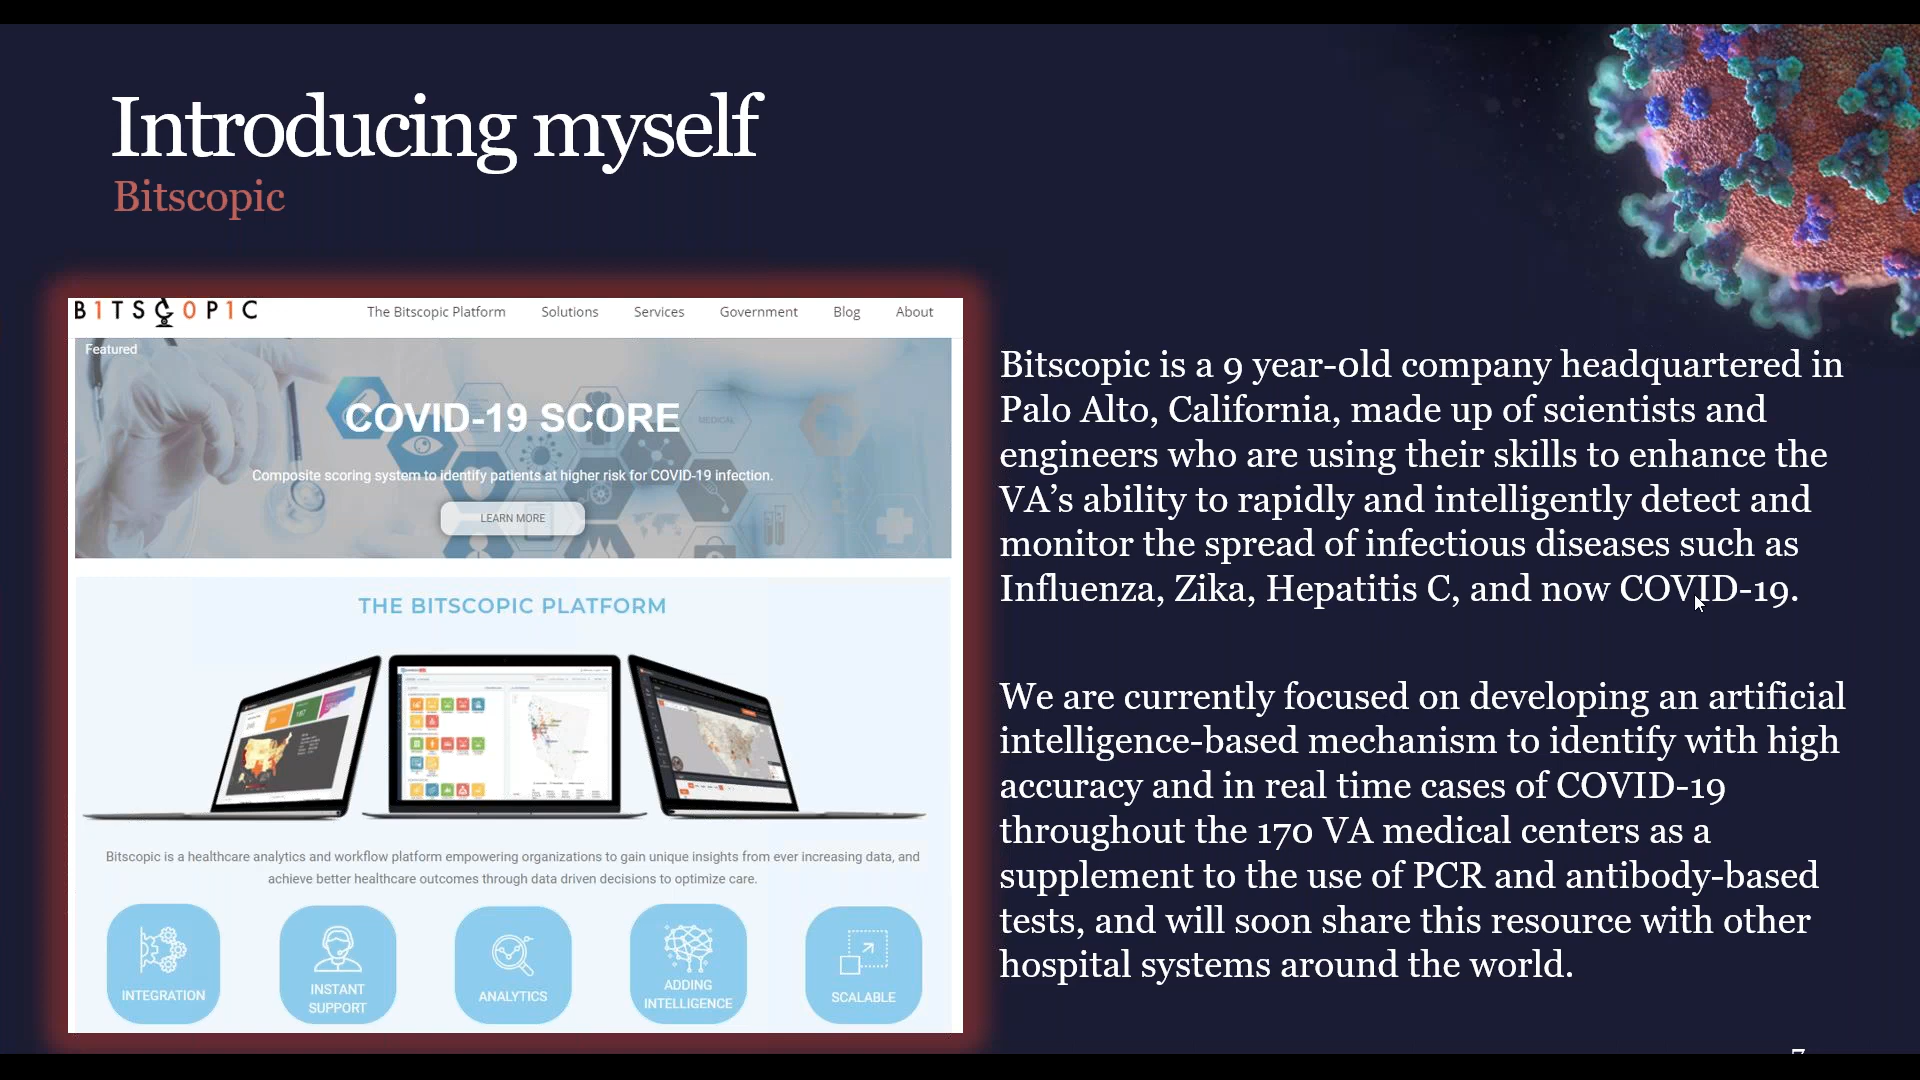 Introducing myself
Bitscopic
B1TSCOP1C
The Bitscopic Platform Solutions Services Government Blog About
Featured
COVID-19 SCORE
Composite scoring system to identify patients at higher risk for COVID-19 infection.
LEARN MORE
MEDICAL
THE BITSCOPIC PLATFORM
Bitscopic is a healthcare analytics and workflow platform empowering organizations to gain unique insights from ever increasing data, and
achieve better healthcare outcomes through data driven decisions to optimize care.
INTEGRATION
INSTANT
SUPPORT
ANALYTICS
ADDING
INTELLIGENCE
SCALABLE
Bitscopic is a 9 year-old company headquartered in
Palo Alto, California, made up of scientists and
engineers who are using their skills to enhance the
VA’s ability to rapidly and intelligently detect and
monitor the spread of infectious diseases such as
Influenza, Zika, Hepatitis C, and now COVID-19.
We are currently focused on developing an artificial
intelligence-based mechanism to identify with high
accuracy and in real time cases of COVID-19
throughout the 170 VA medical centers as a
supplement to the use of PCR and antibody-based
tests, and will soon share this resource with other
hospital systems around the world.